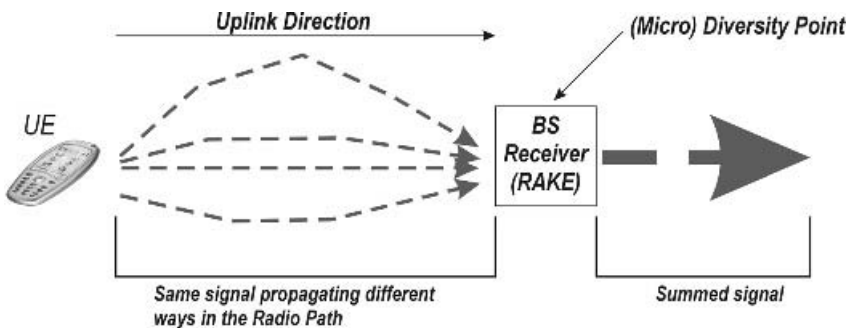 Uplink Direction
(Micro) Diversity Point
UE
BS
Receiver
(RAKE)
Same signal propagating different
ways in the Radio Path
Summed signal